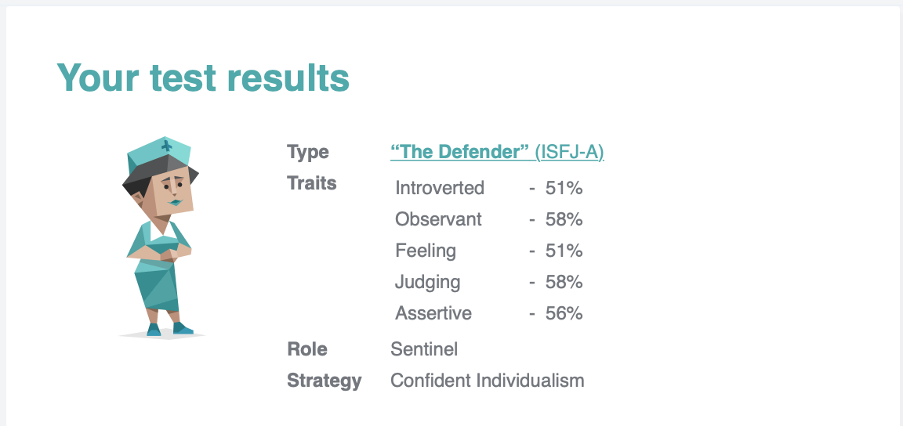 Your test results
Type “The Defender” (ISFJ-A)
Traits Introverted - 51%
Observant - 58%
Feeling - 51%
Judging - 58%
Assertive - 56%
Role Sentinel
Strategy Confident Individualism